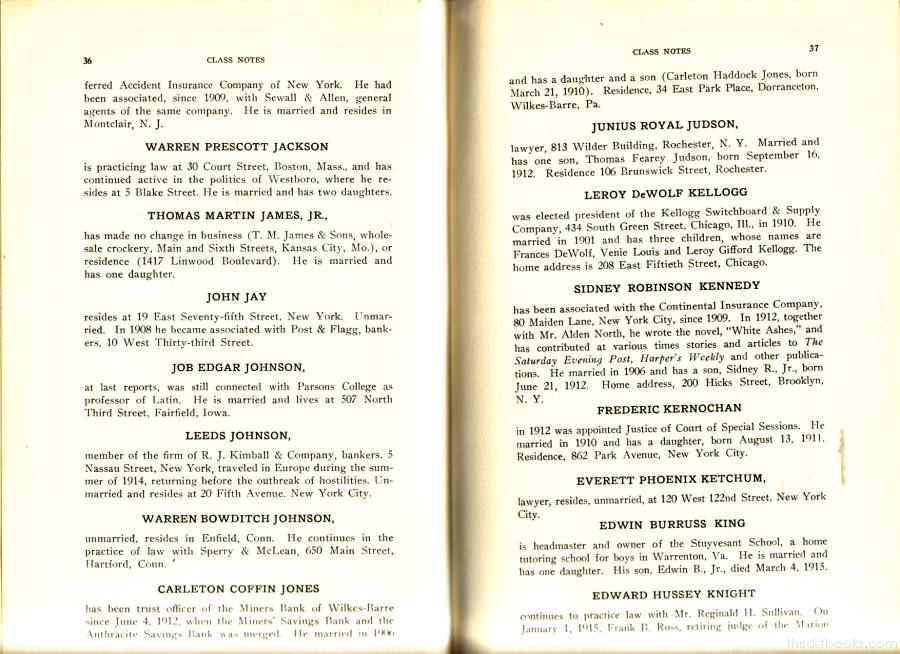 36
CLASS NOTES
ferred Accident Insurance Company of New York. He had
been associated, since 1909, with Sewall & Allen, general
agents of the same company. He is married and resides in
Montclair, N. J.
WARREN PRESCOTT JACKSON
is practicing law at 30 Court Street, Boston, Mass., and has
continued active in the politics of Westboro, where he re-
sides at 5 Blake Street. He is married and has two daughters.
THOMAS MARTIN JAMES, JR.,
has made no change in business (T. M. James & Sons, whole-
sale crockery, Main and Sixth Streets, Kansas City, Mo.), or
residence (1417 Linwood Boulevard). He is married and
has one daughter.
JOHN JAY
resides at 19 East Seventy-fifth Street, New York. Unmar-
ried. In 1908 he became associated with Post & Flagg, bank-
ers, 10 West Thirty-third Street.
JOB EDGAR JOHNSON,
at last reports, was still connected with Parsons College as
professor of Latin. He is married and lives at 507 North
Third Street, Fairfield, Iowa.
LEEDS JOHNSON,
member of the firm of R. J. Kimball & Company, bankers, 5
Nassau Street, New York, traveled in Europe during the sum-
mer of 1914, returning before the outbreak of hostilities. Un-
married and resides at 20 Fifth Avenue. New York City.
WARREN BOWDITCH JOHNSON,
unmarried, resides in Enfield, Conn. He continues in the
practice of law with Sperry & McLean, 650 Main Street,
Hartford, Conn.
CARLETON COFFIN JONES
has been trust officer of the Miners Bank of Wilkes-Barre
since June 4, 1912, when the Miners' Savings Bank and the
Anthracite Savings Bank was merged. He married in 1906
CLASS NOTES
37
and has a daughter and a son (Carleton Haddock Jones, born
March 21, 1910). Residence, 34 East Park Place, Dorranceton,
Wilkes-Barre, Pa.
JUNIUS ROYAL JUDSON,
lawyer, 813 Wilder Building, Rochester, N. Y. Married and
has one son, Thomas Fearey Judson, born September 16,
1912. Residence 106 Brunswick Street, Rochester.
LEROY DeWOLF KELLOGG
was elected president of the Kellogg Switchboard & Supply
Company, 434 South Green Street, Chicago, Ill., in 1910. He
married in 1901 and has three children, whose names are
Frances DeWolf, Venie Louis and Leroy Gifford Kellogg. The
home address is 208 East Fiftieth Street, Chicago.
SIDNEY ROBINSON KENNEDY
has been associated with the Continental Insurance Company,
80 Maiden Lane, New York City, since 1909. In 1912, together
with Mr. Alden North, he wrote the novel, "White Ashes," and
has contributed at various times stories and articles to The
Saturday Evening Post, Harper's Weekly and other publica-
tions. He married in 1906 and has a son, Sidney R., Jr., born
June 21, 1912. Home address, 200 Hicks Street, Brooklyn,
N. Y.
FREDERIC KERNOCHAN
in 1912 was appointed Justice of Court of Special Sessions. He
married in 1910 and has a daughter, born August 13, 1911.
Residence, 862 Park Avenue, New York City.
EVERETT PHOENIX KETCHUM,
lawyer, resides, unmarried, at 120 West 122nd Street, New York
City.
EDWIN BURRUSS KING
is headmaster and owner of the Stuyvesant School, a home
tutoring school for boys in Warrenton, Va. He is married and
has one daughter. His son, Edwin B., Jr., died March 4, 1915.
EDWARD HUSSEY KNIGHT
continues to practice law with Mr. Reginald H. Sullivan. On
January 1, 1915, Frank B. Ross, retiring judge of the Marion
thirdstbooks.com